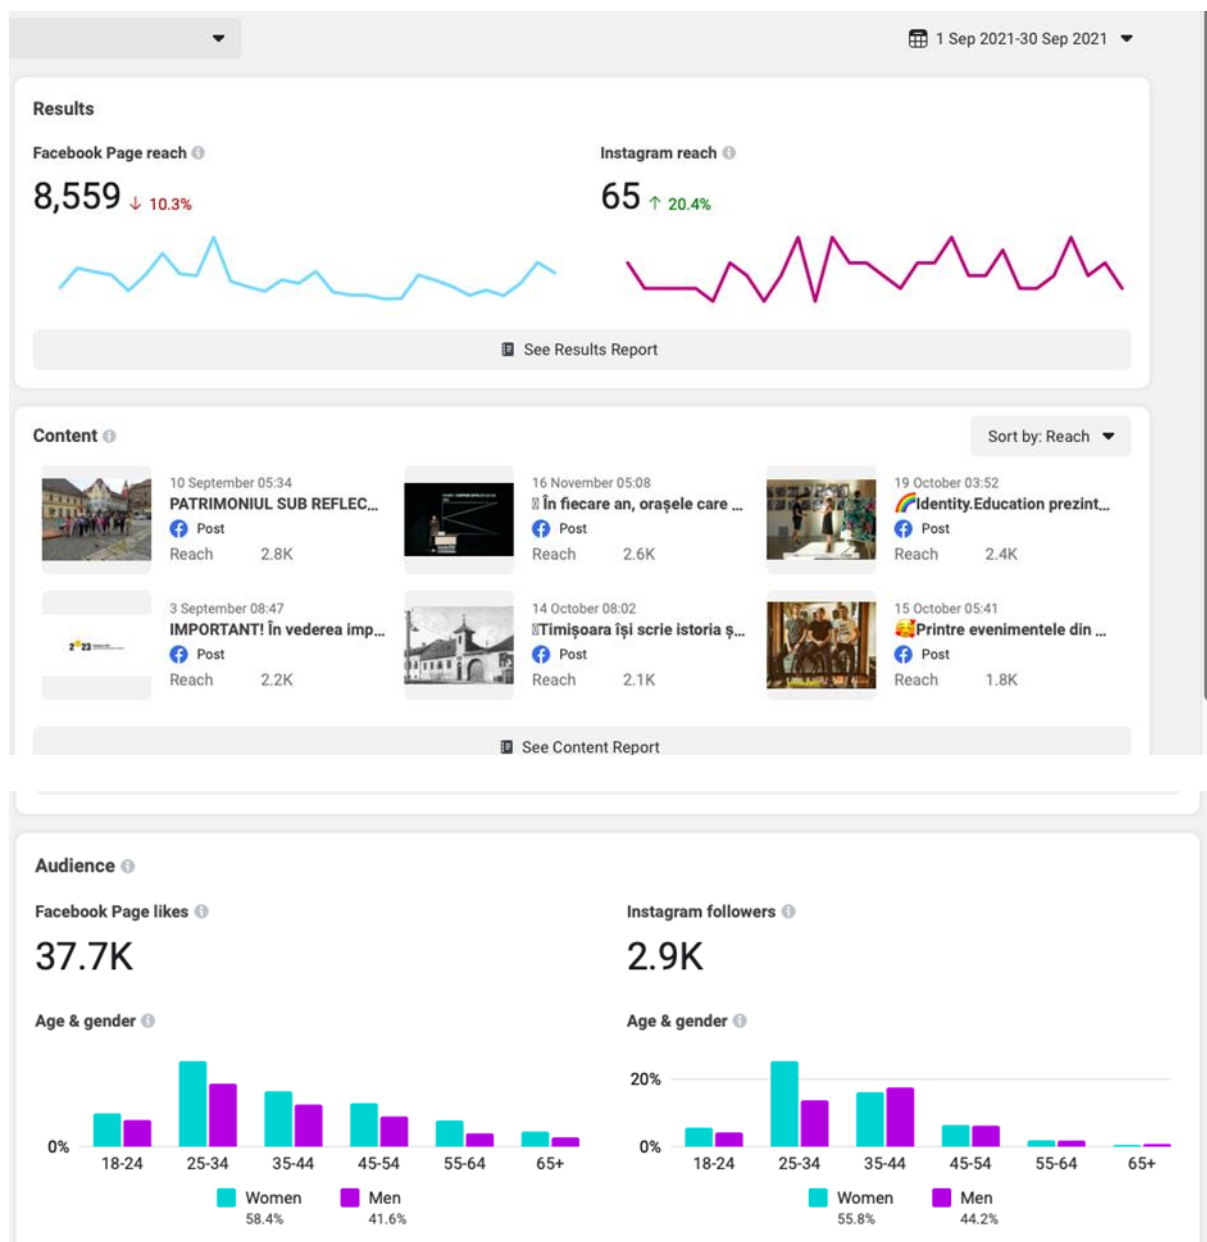 1 Sep 2021-30 Sep 2021
Results
Facebook Page reach
8,559 ↓ 10.3%
Instagram reach
65 ↑ 20.4%
See Results Report
Content
Sort by: Reach
10 September 05:34
PATRIMONIUL SUB REFLEC...
Post
Reach 2.8K
16 November 05:08
În fiecare an, orașele care ...
Post
Reach 2.6K
19 October 03:52
🌈Identity.Education prezint...
Post
Reach 2.4K
3 September 08:47
IMPORTANT! În vederea imp...
Post
Reach 2.2K
14 October 08:02
Timișoara își scrie istoria ș...
Post
Reach 2.1K
15 October 05:41
🥰Printre evenimentele din ...
Post
Reach 1.8K
See Content Report
Audience
Facebook Page likes
37.7K
Age & gender
0%
18-24 25-34 35-44 45-54 55-64 65+
Women Men
58.4% 41.6%
Instagram followers
2.9K
Age & gender
20%
0%
18-24 25-34 35-44 45-54 55-64 65+
Women Men
55.8% 44.2%